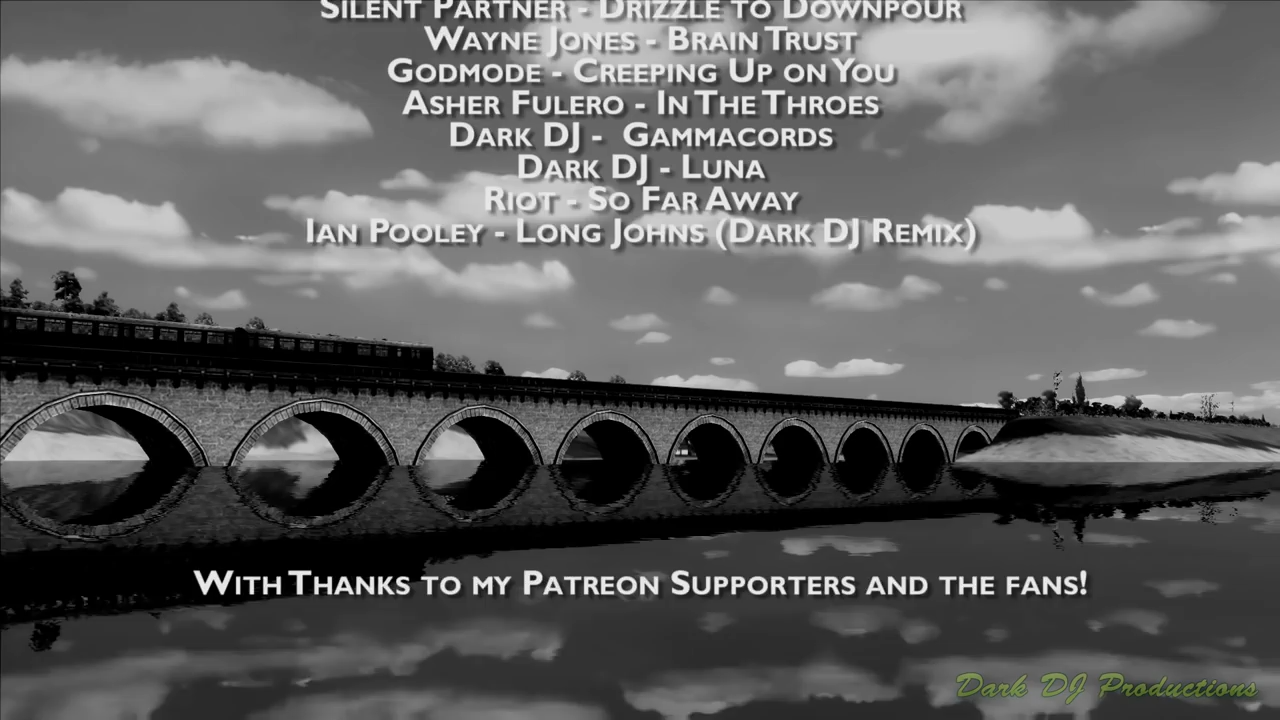 Silent Partner - Drizzle to Downpour
Wayne Jones - Brain Trust
Godmode - Creeping Up on You
Asher Fulero - In The Throes
Dark DJ - Gammacords
Dark DJ - Luna
Riot - So Far Away
Ian Pooley - Long Johns (Dark DJ Remix)
With Thanks to my Patreon Supporters and the fans!
Dark DJ Productions